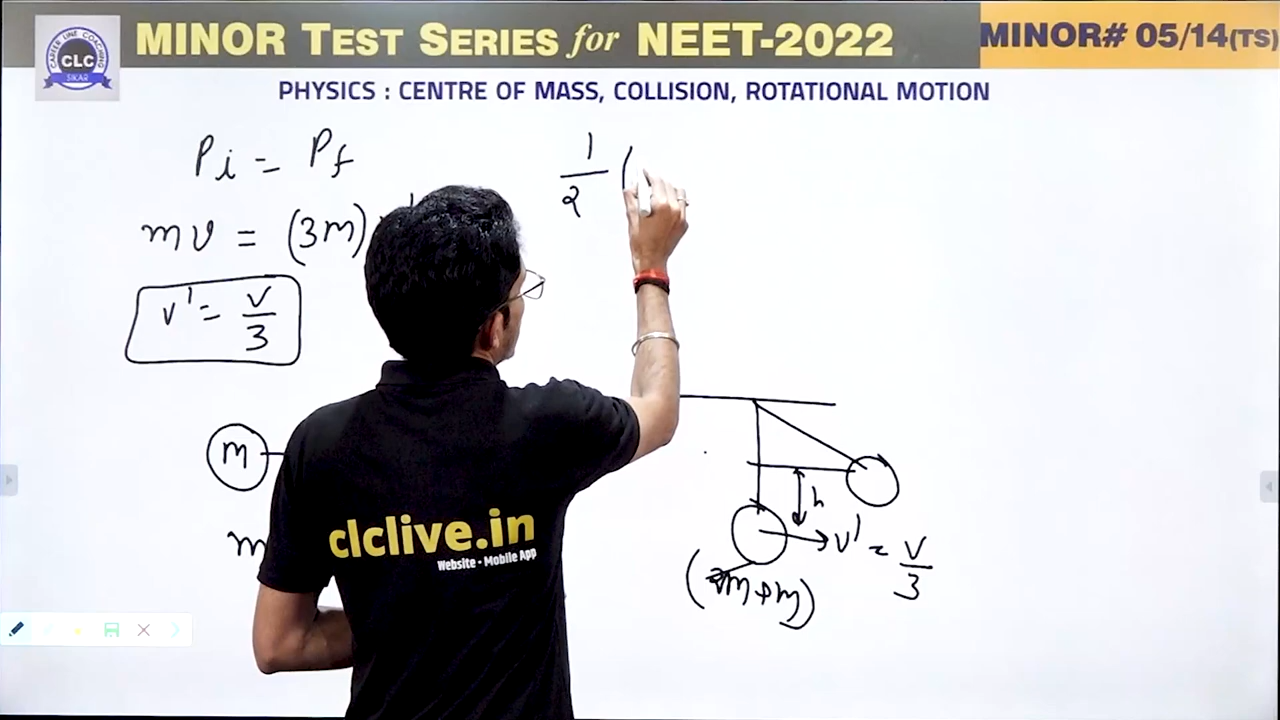 MINOR TEST SERIES for NEET-2022
MINOR# 05/14(TS)
CAREER LINE COACHING
CLC
SIKAR
PHYSICS : CENTRE OF MASS, COLLISION, ROTATIONAL MOTION
Pi = Pf
mv = (3m)
v' = v/3
1/2 (
m
m
h
v' = v/3
(2m+m)
clclive.in
Website • Mobile App